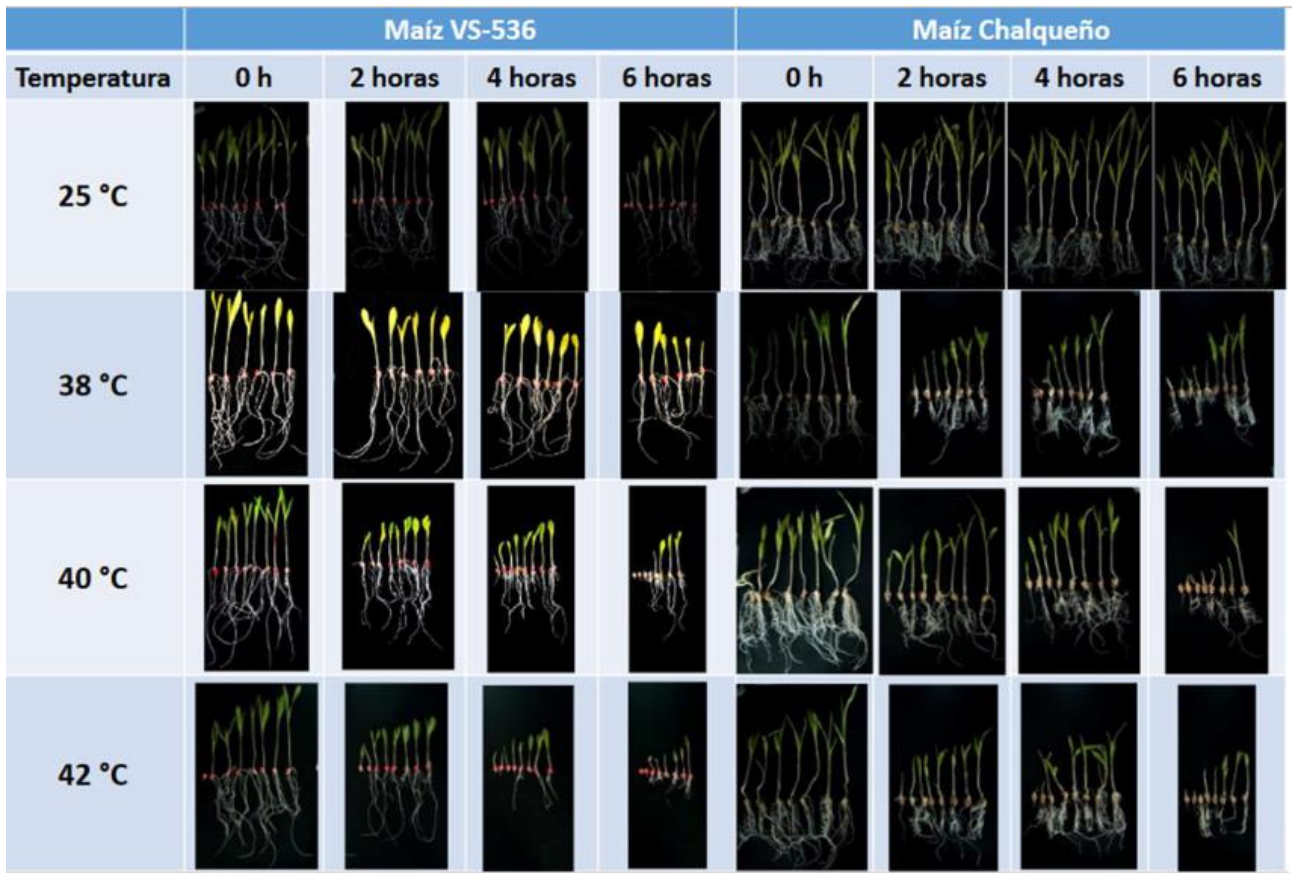 Maíz VS-536 Maíz Chalqueño
Temperatura 0 h 2 horas 4 horas 6 horas 0 h 2 horas 4 horas 6 horas
25 °C
38 °C
40 °C
42 °C